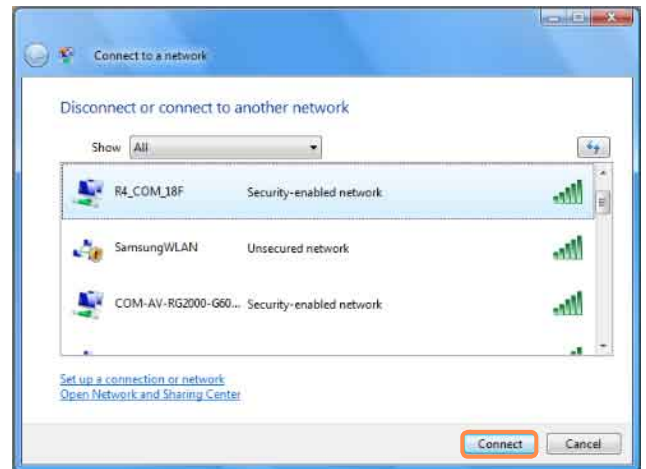 Connect to a network
Disconnect or connect to another network
Show All
R4_COM_18F Security-enabled network
SamsungWLAN Unsecured network
COM-AV-RG2000-G60... Security-enabled network
Set up a connection or network
Open Network and Sharing Center
Connect Cancel